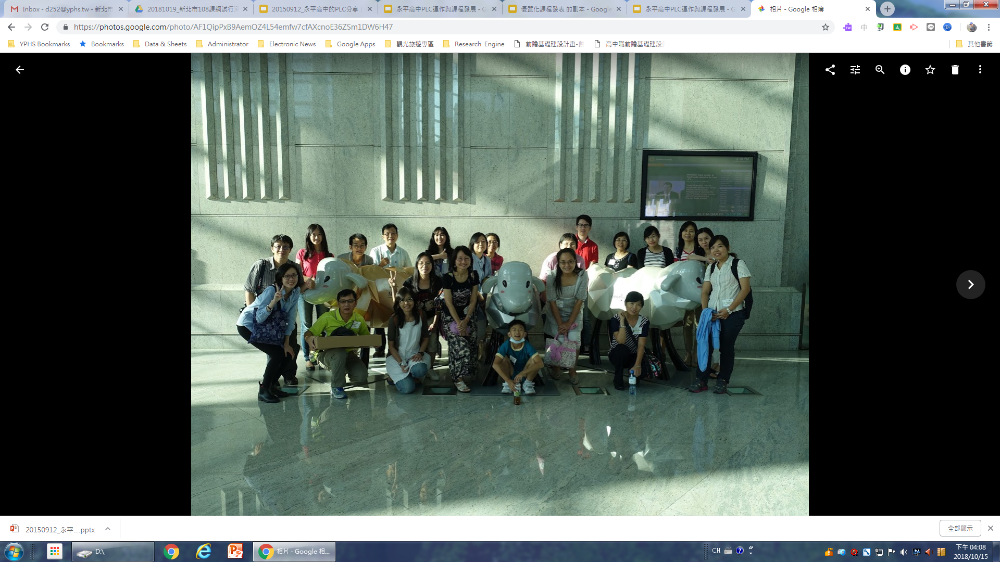 Inbox - d252@yphs.tw - 新北市
20181019_新北市108課綱試行
20150912_永平高中的PLC分享
永平高中PLC運作與課程發展 - G
優質化課程發表 的副本 - Google
永平高中PLC運作與課程發展 - G
相片 - Google 相簿
https://photos.google.com/photo/AF1QipPxB9AemOZ4L54emfw7cfAXcnoE36ZSm1DW6H47
YPHS Bookmarks
Bookmarks
Data & Sheets
Administrator
Electronic News
Google Apps
觀光旅遊專區
Research Engine
前瞻基礎建設計畫-數
高中職前瞻基礎建設
其他書籤
20150912_永平....pptx
全部顯示
D:\
相片 - Google 相...
CH
下午 04:08
2018/10/15